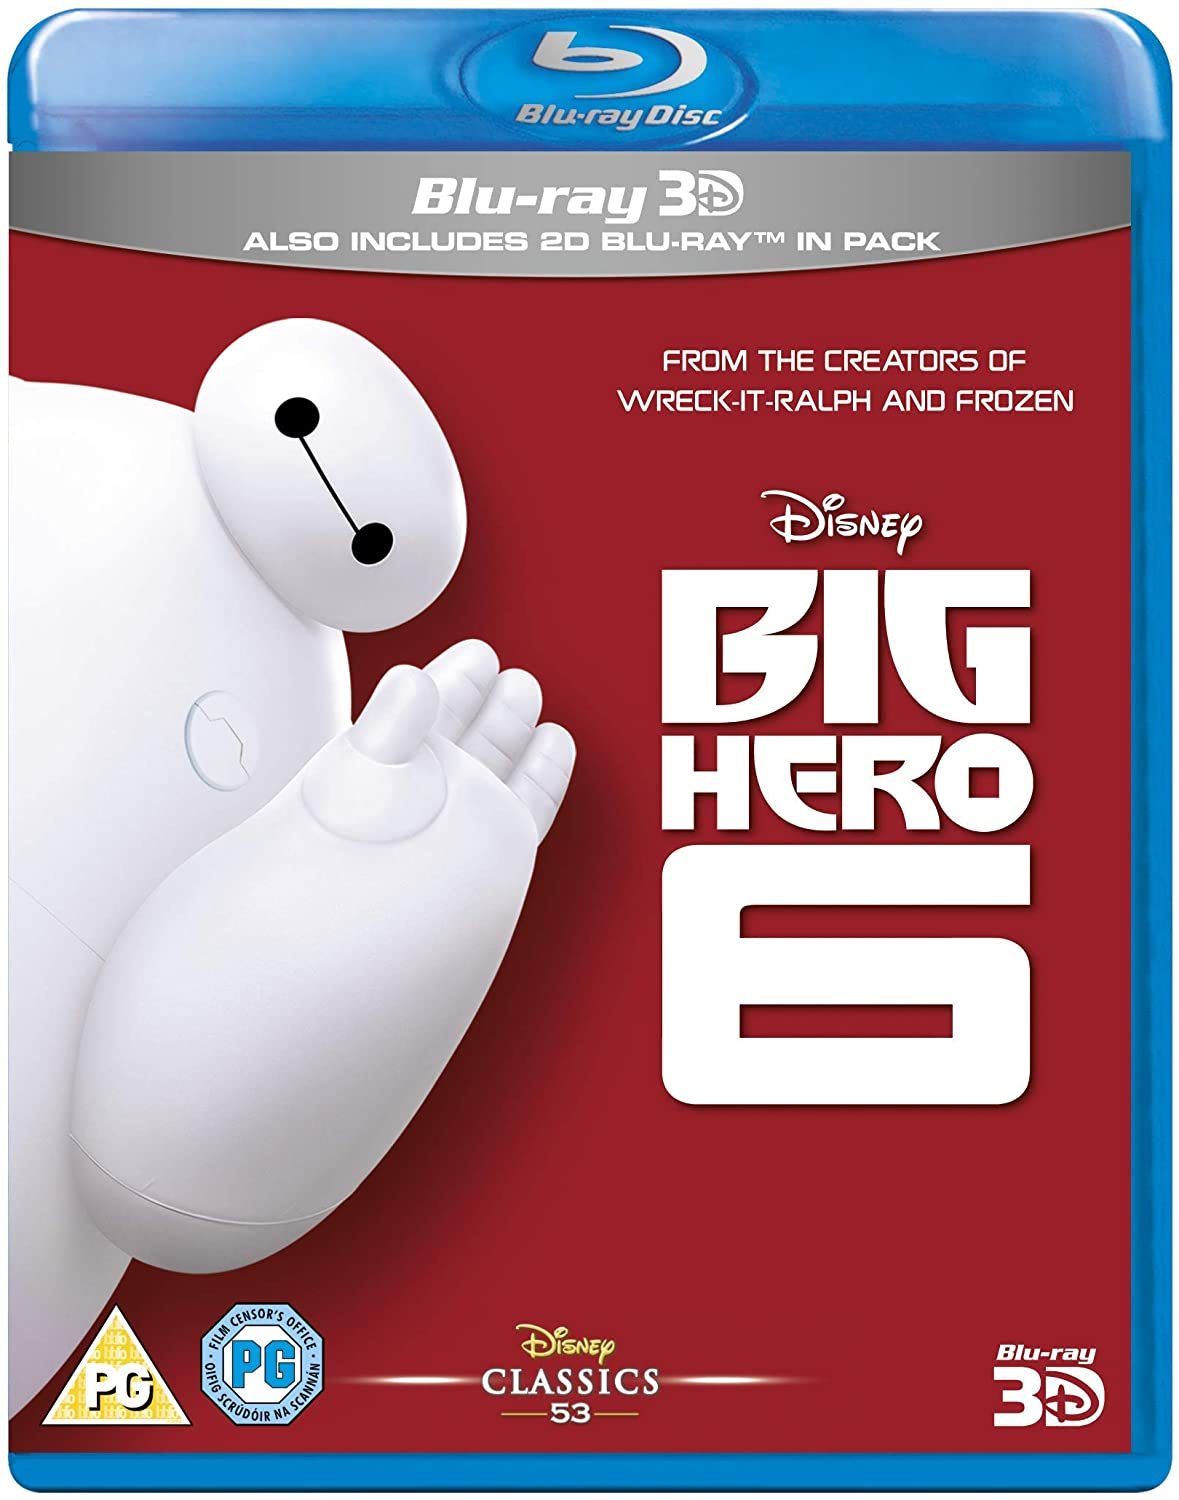 Blu-ray Disc
Blu-ray 3D
ALSO INCLUDES 2D BLU-RAY™ IN PACK
FROM THE CREATORS OF
WRECK-IT-RALPH AND FROZEN
DISNEY
BIG
HERO
6
PG
FILM CENSOR'S OFFICE
PG
OIFIG SCRÚDÓIR NA SCANNÁN
DISNEY
CLASSICS
53
Blu-ray
3D